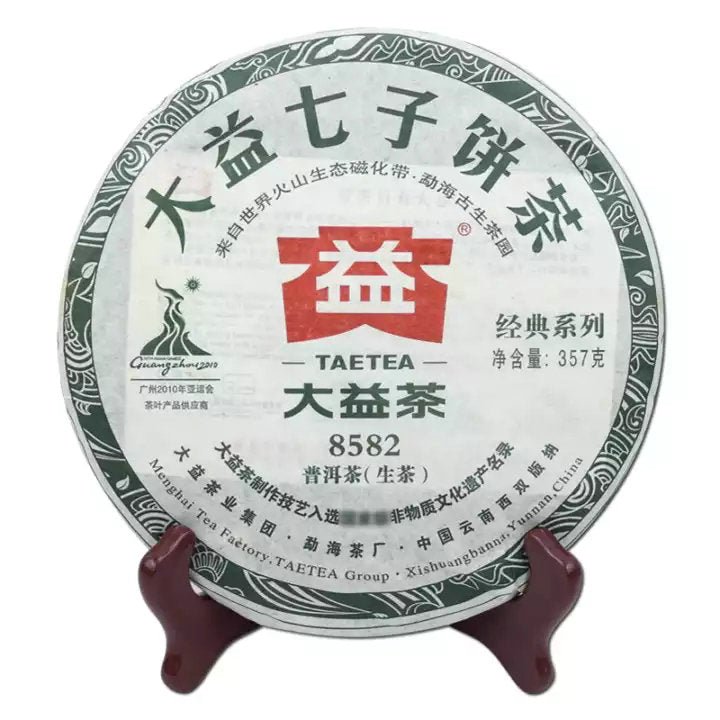 大益七子饼茶
来自世界火山生态磁化带·勐海古生茶园
®
益
TAETEA
大益茶
8582
普洱茶(生茶)
经典系列
净含量: 357克
Guangzhou 2010
广州2010年亚运会
茶叶产品供应商
大益茶制作技艺入选 非物质文化遗产名录
大益茶业集团·勐海茶厂·中国云南西双版纳
Menghai Tea Factory, TAETEA Group · Xishuangbanna, Yunnan, China